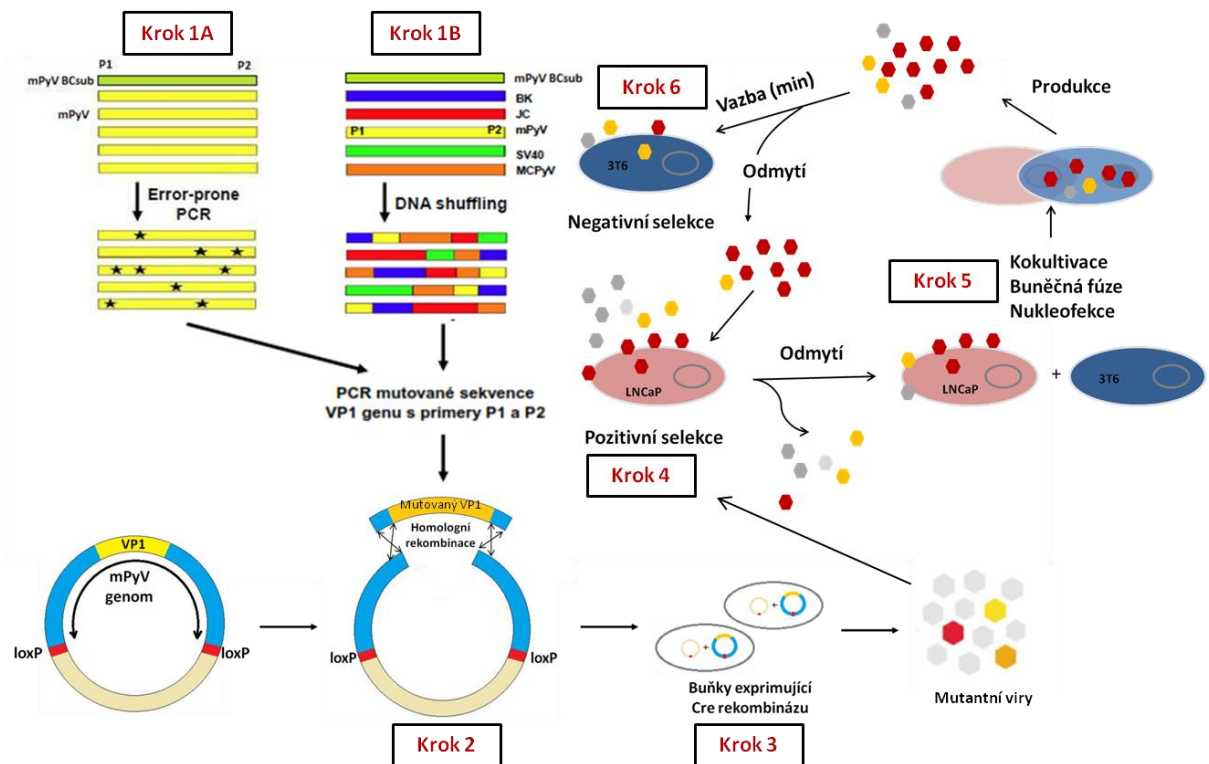 Krok 1A
P1
P2
mPyV BCsub
mPyV
Error-prone
PCR
Krok 1B
mPyV BCsub
BK
JC
P1
P2
mPyV
SV40
MCPyV
DNA shuffling
PCR mutované sekvence
VP1 genu s primery P1 a P2
VP1
mPyV
genom
loxP
loxP
Mutovaný VP1
Homologní
rekombinace
loxP
loxP
Krok 2
Buňky exprimující
Cre rekombinázu
Krok 3
Mutantní viry
Pozitivní selekce
Krok 4
LNCaP
Odmytí
LNCaP
+
3T6
Krok 5
Kokultivace
Buněčná fúze
Nukleofekce
Produkce
Krok 6
Vazba (min)
3T6
Odmytí
Negativní selekce